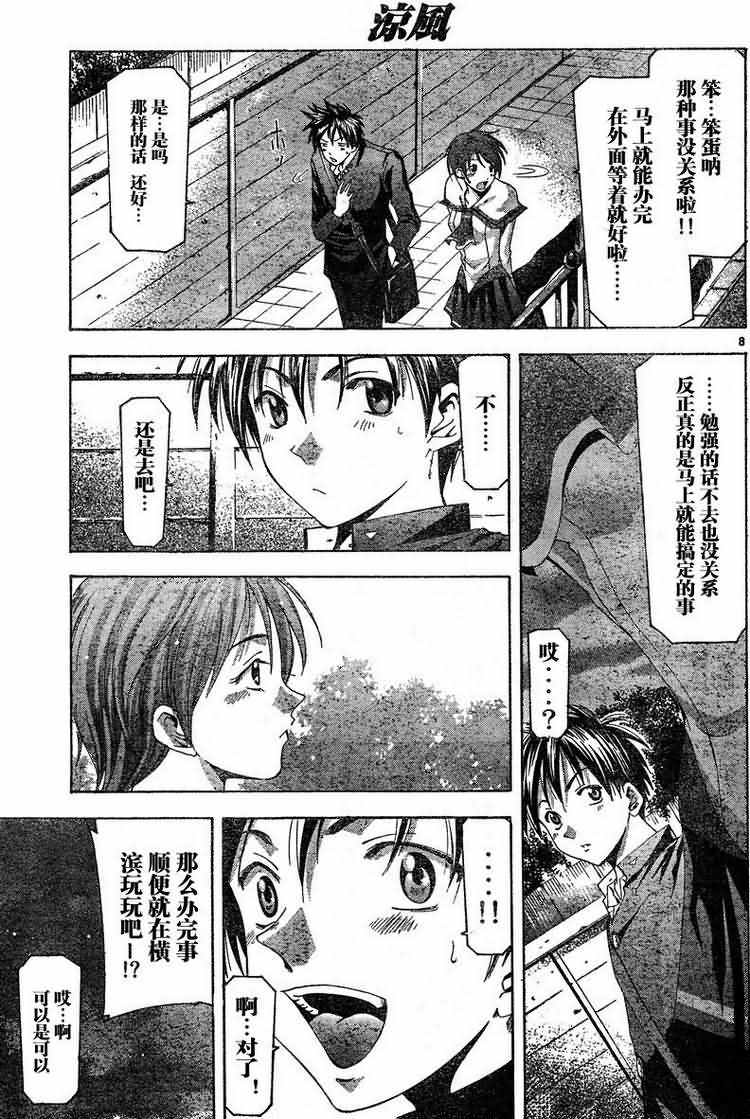 涼風
笨…笨蛋呐
那种事没关系啦!!
马上就能办完
在外面等着就好啦……
ホッ
是…是吗
那样的话 还好…
8
……勉强的话不去也没关系
反正真的是马上就能搞定的事
哎……?
不……
还是去吧…
……!!
啊…对了!
那么办完事
顺便就在横
滨玩玩吧—!?
哎…啊
可以是可以